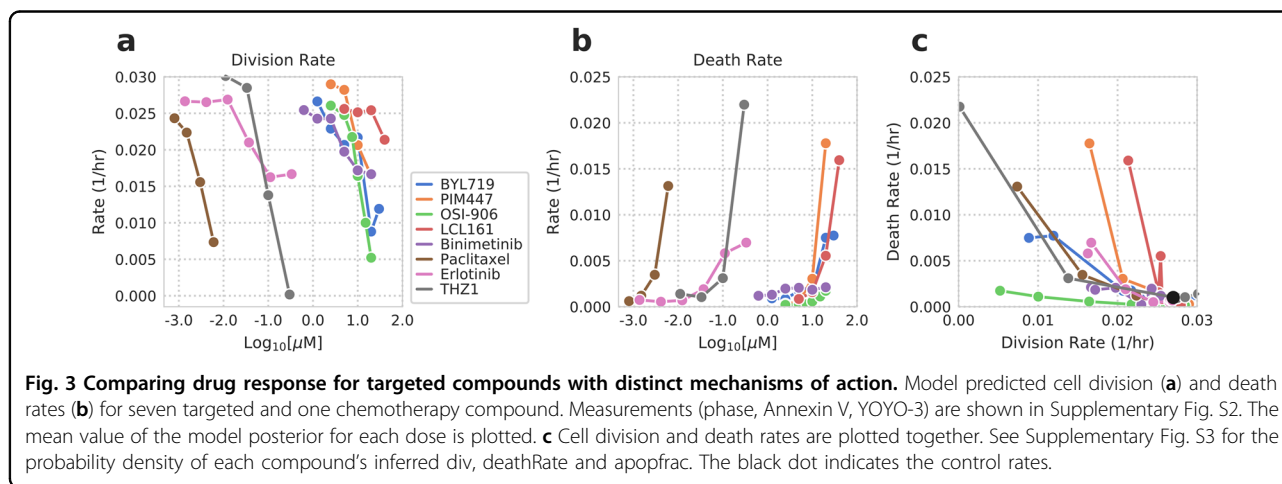 a
Division Rate
0.030
0.025
0.020
0.015
0.010
0.005
0.000
Rate (1/hr)
-3.0 -2.0 -1.0 0.0 1.0 2.0
Log10[μM]
BYL719
PIM447
OSI-906
LCL161
Binimetinib
Paclitaxel
Erlotinib
THZ1
b
Death Rate
0.025
0.020
0.015
0.010
0.005
0.000
Rate (1/hr)
-3.0 -2.0 -1.0 0.0 1.0 2.0
Log10[μM]
c
0.025
0.020
0.015
0.010
0.005
0.000
Death Rate (1/hr)
0.00 0.01 0.02 0.03
Division Rate (1/hr)
Fig. 3 Comparing drug response for targeted compounds with distinct mechanisms of action. Model predicted cell division (a) and death
rates (b) for seven targeted and one chemotherapy compound. Measurements (phase, Annexin V, YOYO-3) are shown in Supplementary Fig. S2. The
mean value of the model posterior for each dose is plotted. c Cell division and death rates are plotted together. See Supplementary Fig. S3 for the
probability density of each compound's inferred div, deathRate and apopfrac. The black dot indicates the control rates.